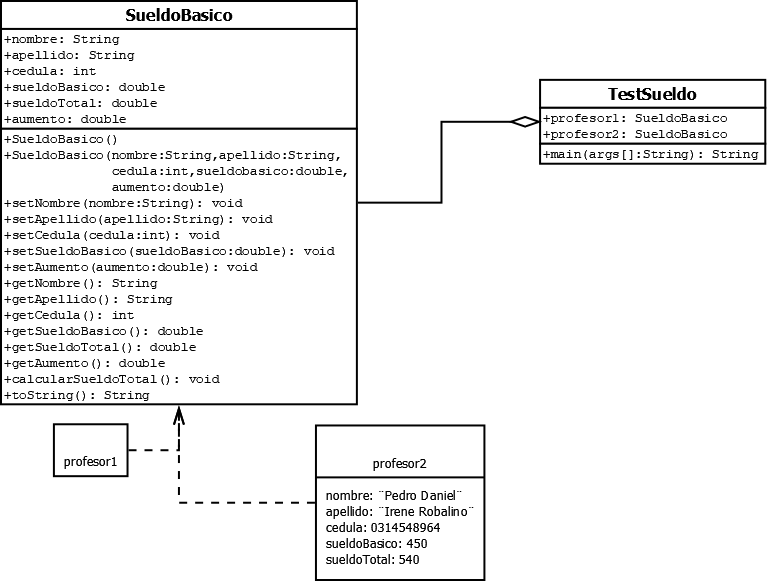 SueldoBasico
+nombre: String
+apellido: String
+cedula: int
+sueldoBasico: double
+sueldoTotal: double
+aumento: double
+SueldoBasico()
+SueldoBasico(nombre:String,apellido:String,
cedula:int,sueldobasico:double,
aumento:double)
+setNombre(nombre:String): void
+setApellido(apellido:String): void
+setCedula(cedula:int): void
+setSueldoBasico(sueldoBasico:double): void
+setAumento(aumento:double): void
+getNombre(): String
+getApellido(): String
+getCedula(): int
+getSueldoBasico(): double
+getSueldoTotal(): double
+getAumento(): double
+calcularSueldoTotal(): void
+toString(): String
TestSueldo
+profesor1: SueldoBasico
+profesor2: SueldoBasico
+main(args[]:String): String
profesor1
profesor2
nombre: ¨Pedro Daniel¨
apellido: ¨Irene Robalino¨
cedula: 0314548964
sueldoBasico: 450
sueldoTotal: 540